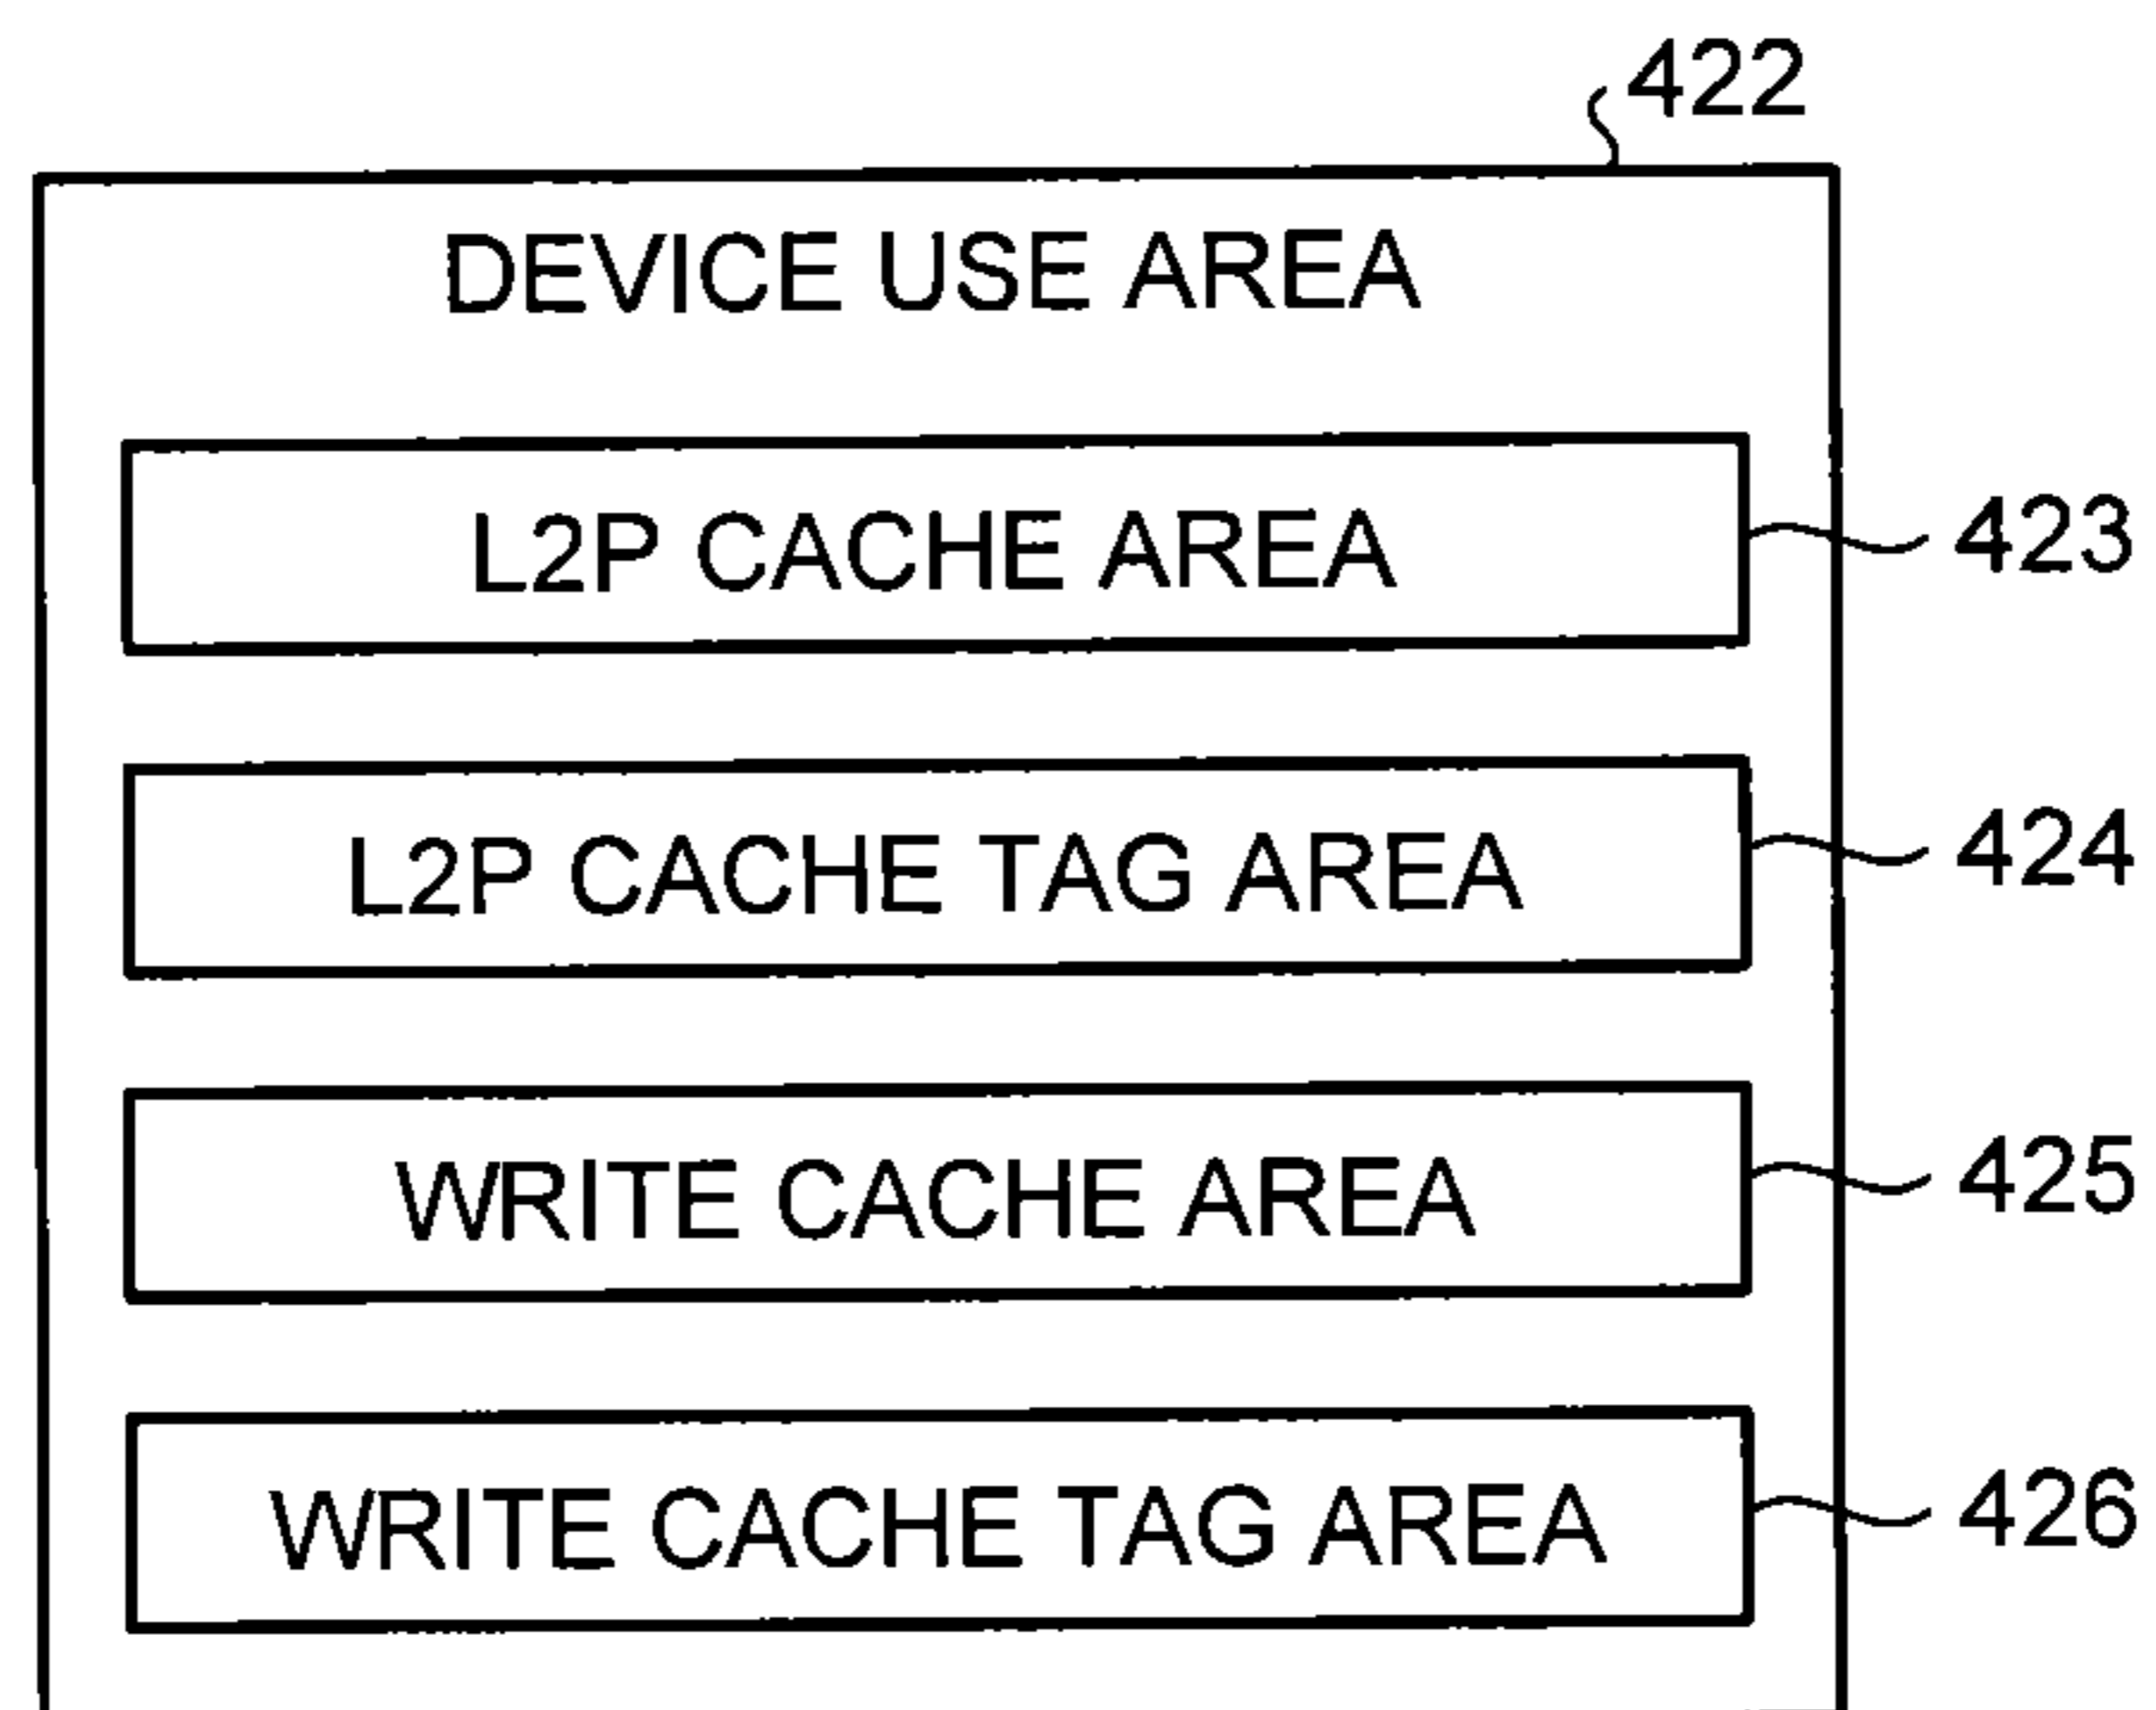 422
DEVICE USE AREA
L2P CACHE AREA 423
L2P CACHE TAG AREA 424
WRITE CACHE AREA 425
WRITE CACHE TAG AREA 426